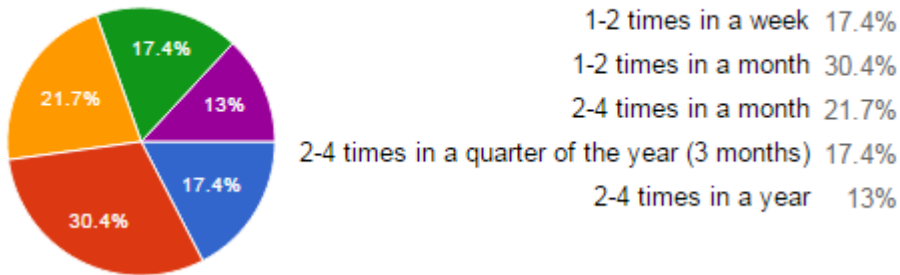 17.4%
13%
21.7%
17.4%
30.4%
1-2 times in a week 17.4%
1-2 times in a month 30.4%
2-4 times in a month 21.7%
2-4 times in a quarter of the year (3 months) 17.4%
2-4 times in a year 13%